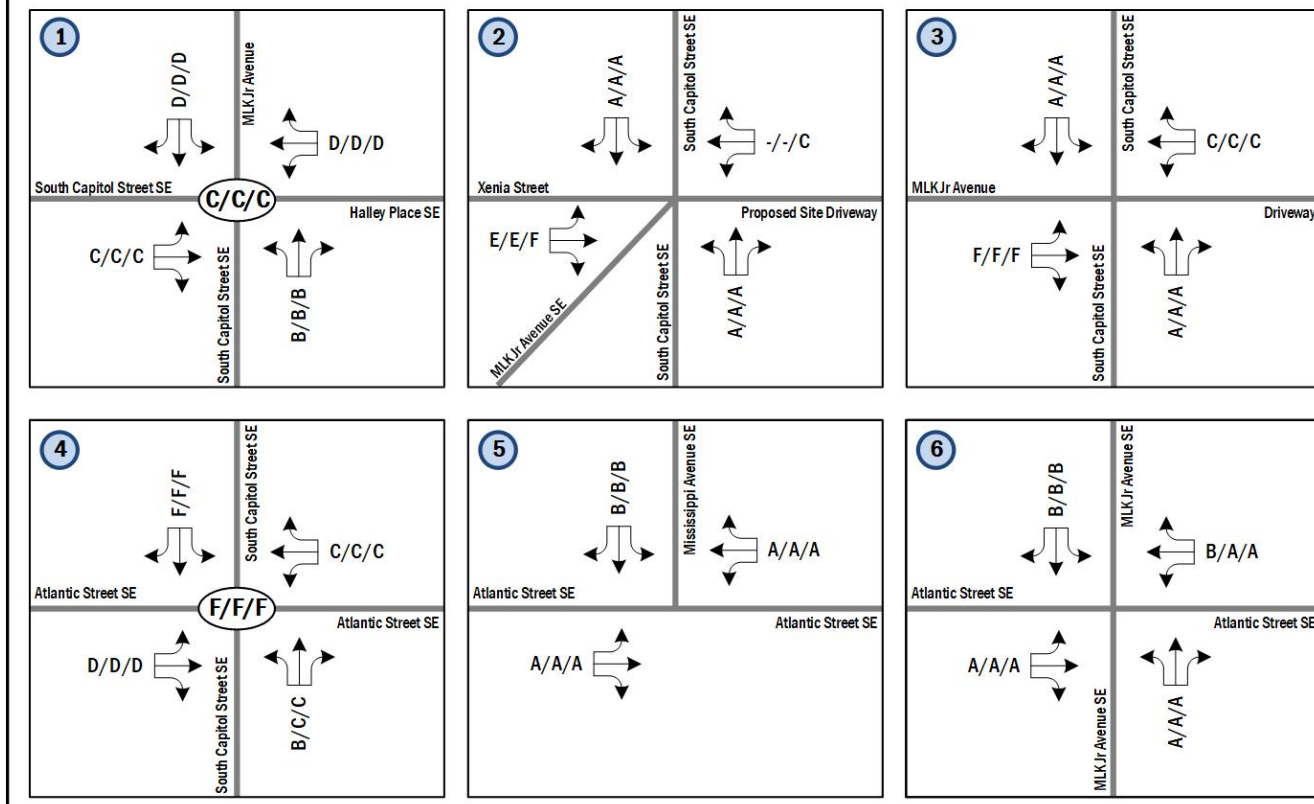 1
MLK Jr Avenue
D/D/D
D/D/D
South Capitol Street SE
C/C/C
Halley Place SE
C/C/C
B/B/B
South Capitol Street SE
2
South Capitol Street SE
A/A/A
-/-/C
Xenia Street
Proposed Site Driveway
E/E/F
A/A/A
MLK Jr Avenue SE
South Capitol Street SE
3
South Capitol Street SE
A/A/A
C/C/C
MLK Jr Avenue
Driveway
F/F/F
A/A/A
South Capitol Street SE
4
South Capitol Street SE
F/F/F
C/C/C
Atlantic Street SE
F/F/F
Atlantic Street SE
D/D/D
B/C/C
South Capitol Street SE
5
Mississippi Avenue SE
B/B/B
A/A/A
Atlantic Street SE
Atlantic Street SE
A/A/A
6
MLK Jr Avenue SE
B/B/B
B/A/A
Atlantic Street SE
Atlantic Street SE
A/A/A
A/A/A
MLK Jr Avenue SE